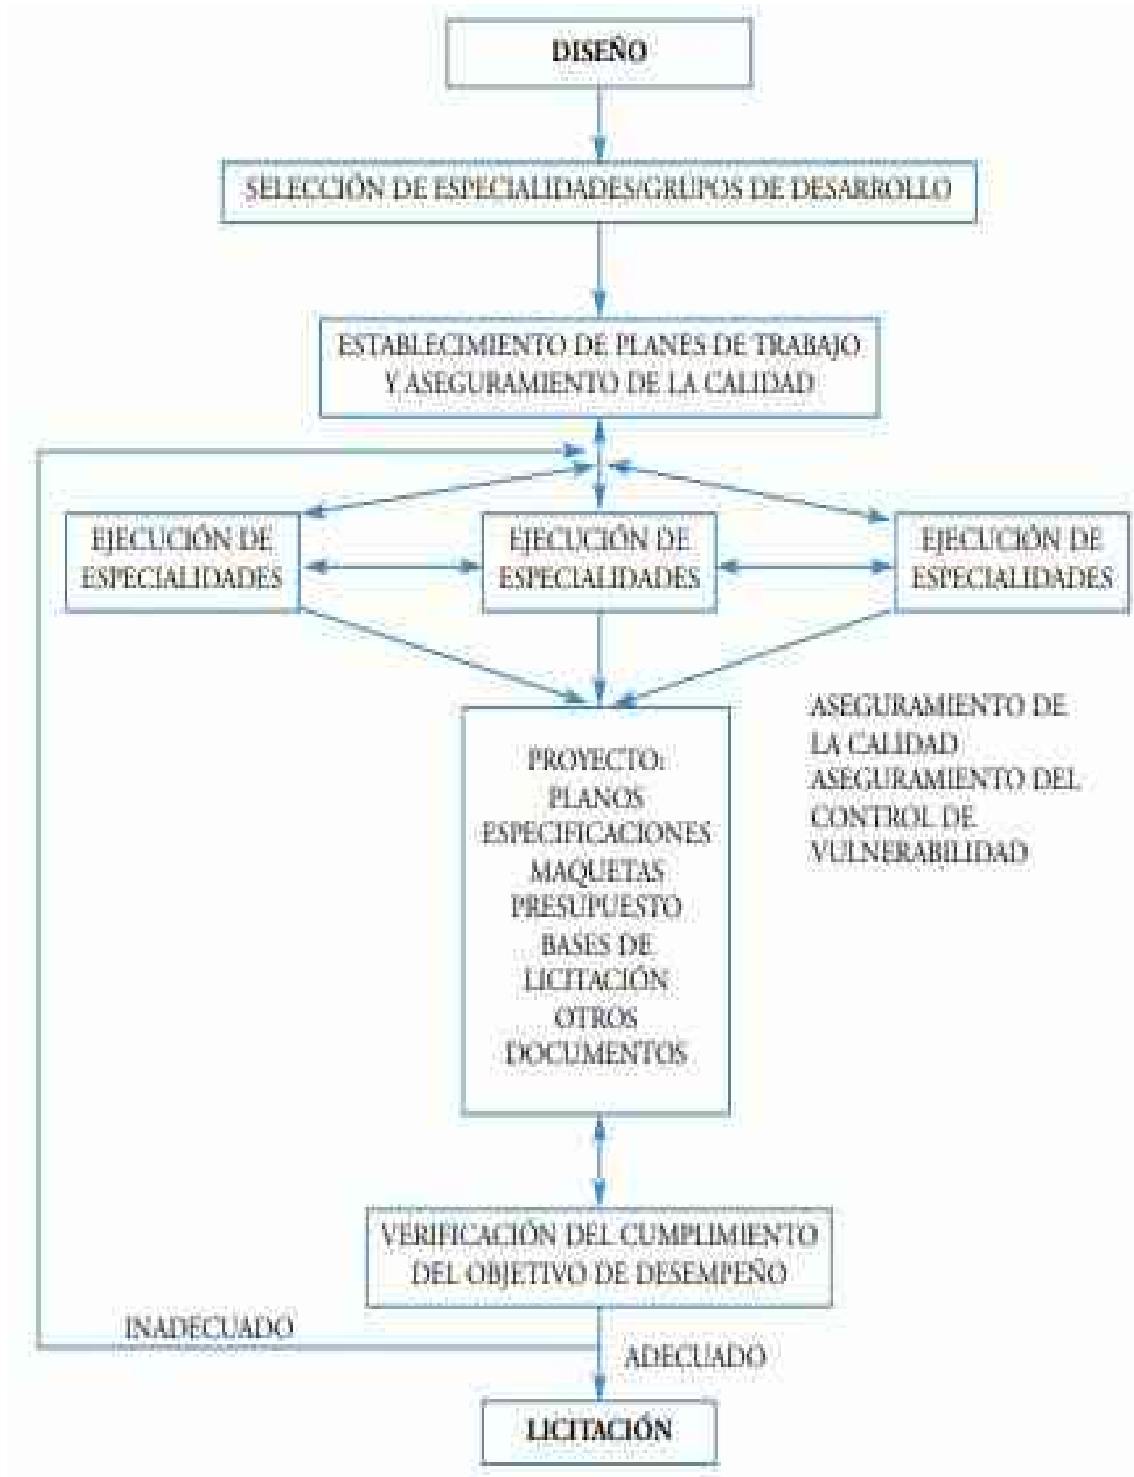 DISEÑO
SELECCIÓN DE ESPECIALIDADES/GRUPOS DE DESARROLLO
ESTABLECIMIENTO DE PLANES DE TRABAJO
Y ASEGURAMIENTO DE LA CALIDAD
EJECUCIÓN DE
ESPECIALIDADES
EJECUCIÓN DE
ESPECIALIDADES
EJECUCIÓN DE
ESPECIALIDADES
PROYECTO:
PLANOS
ESPECIFICACIONES
MAQUETAS
PRESUPUESTO
BASES DE
LICITACIÓN
OTROS
DOCUMENTOS
ASEGURAMIENTO DE
LA CALIDAD
ASEGURAMIENTO DEL
CONTROL DE
VULNERABILIDAD
VERIFICACIÓN DEL CUMPLIMIENTO
DEL OBJETIVO DE DESEMPEÑO
INADECUADO
ADECUADO
LICITACIÓN